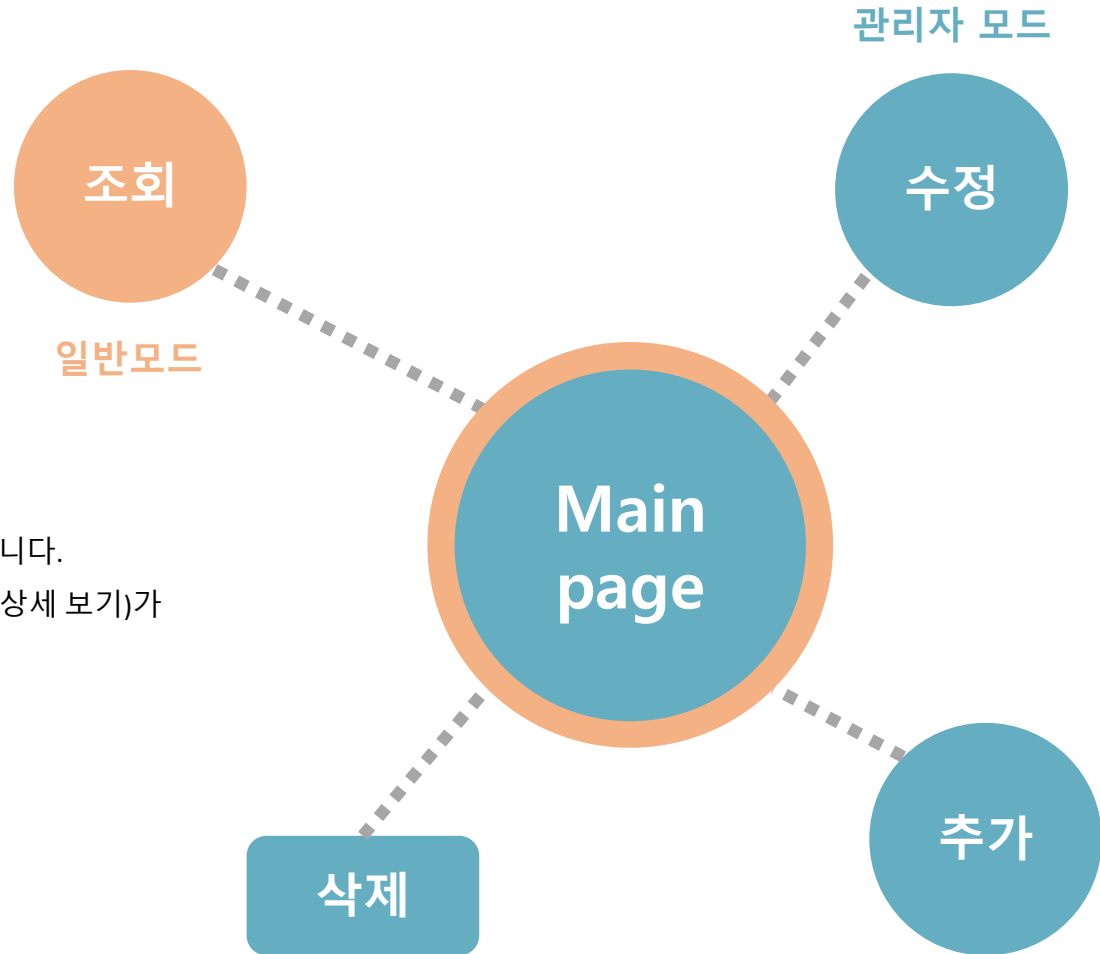 관리자 모드
조회
수정
일반모드
Main
page
니다.
상세 보기)가
추가
삭제